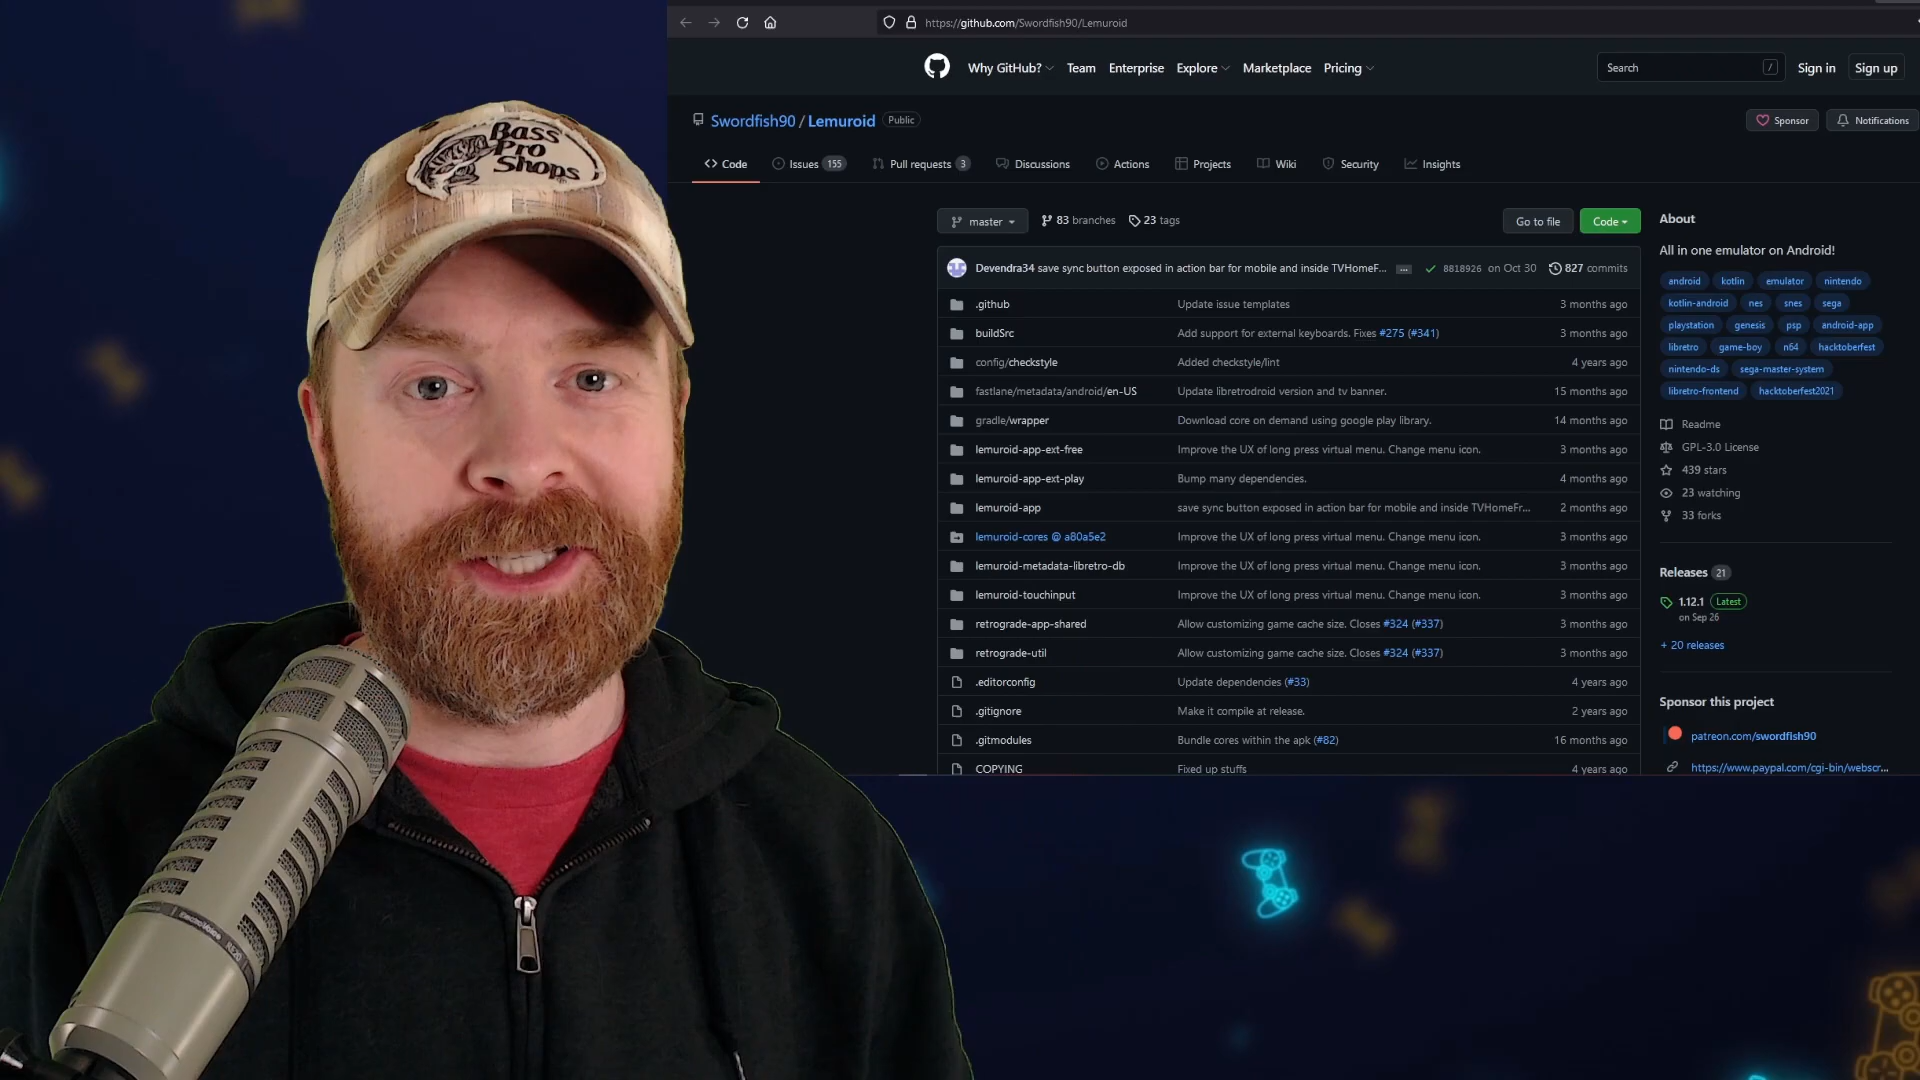 https://github.com/Swordfish90/Lemuroid
Why GitHub? Team Enterprise Explore Marketplace Pricing
Search /
Sign in Sign up
Swordfish90 / Lemuroid Public
Sponsor Notifications
Code Issues 155 Pull requests 3 Discussions Actions Projects Wiki Security Insights
master 83 branches 23 tags Go to file Code
Devendra34 save sync button exposed in action bar for mobile and inside TVHomeF... ... 8818926 on Oct 30 827 commits
.github Update issue templates 3 months ago
buildSrc Add support for external keyboards. Fixes #275 (#341) 3 months ago
config/checkstyle Added checkstyle/lint 4 years ago
fastlane/metadata/android/en-US Update libretrodroid version and tv banner. 15 months ago
gradle/wrapper Download core on demand using google play library. 14 months ago
lemuroid-app-ext-free Improve the UX of long press virtual menu. Change menu icon. 3 months ago
lemuroid-app-ext-play Bump many dependencies. 4 months ago
lemuroid-app save sync button exposed in action bar for mobile and inside TVHomeFr... 2 months ago
lemuroid-cores @ a80a5e2 Improve the UX of long press virtual menu. Change menu icon. 3 months ago
lemuroid-metadata-libretro-db Improve the UX of long press virtual menu. Change menu icon. 3 months ago
lemuroid-touchinput Improve the UX of long press virtual menu. Change menu icon. 3 months ago
retrograde-app-shared Allow customizing game cache size. Closes #324 (#337) 3 months ago
retrograde-util Allow customizing game cache size. Closes #324 (#337) 3 months ago
.editorconfig Update dependencies (#33) 4 years ago
.gitignore Make it compile at release. 2 years ago
.gitmodules Bundle cores within the apk (#82) 16 months ago
COPYING Fixed up stuffs 4 years ago
About
All in one emulator on Android!
android kotlin emulator nintendo
kotlin-android nes snes sega
playstation genesis psp android-app
libretro game-boy n64 hacktoberfest
nintendo-ds sega-master-system
libretro-frontend hacktoberfest2021
Readme
GPL-3.0 License
439 stars
23 watching
33 forks
Releases 21
1.12.1 Latest
on Sep 26
+ 20 releases
Sponsor this project
patreon.com/swordfish90
https://www.paypal.com/cgi-bin/webscr...
Bass
Pro
Shops